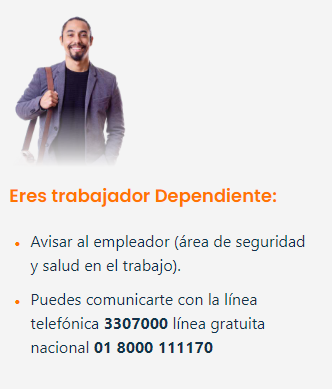 Eres trabajador Dependiente:
• Avisar al empleador (área de seguridad
y salud en el trabajo).
• Puedes comunicarte con la línea
telefónica 3307000 línea gratuita
nacional 01 8000 111170